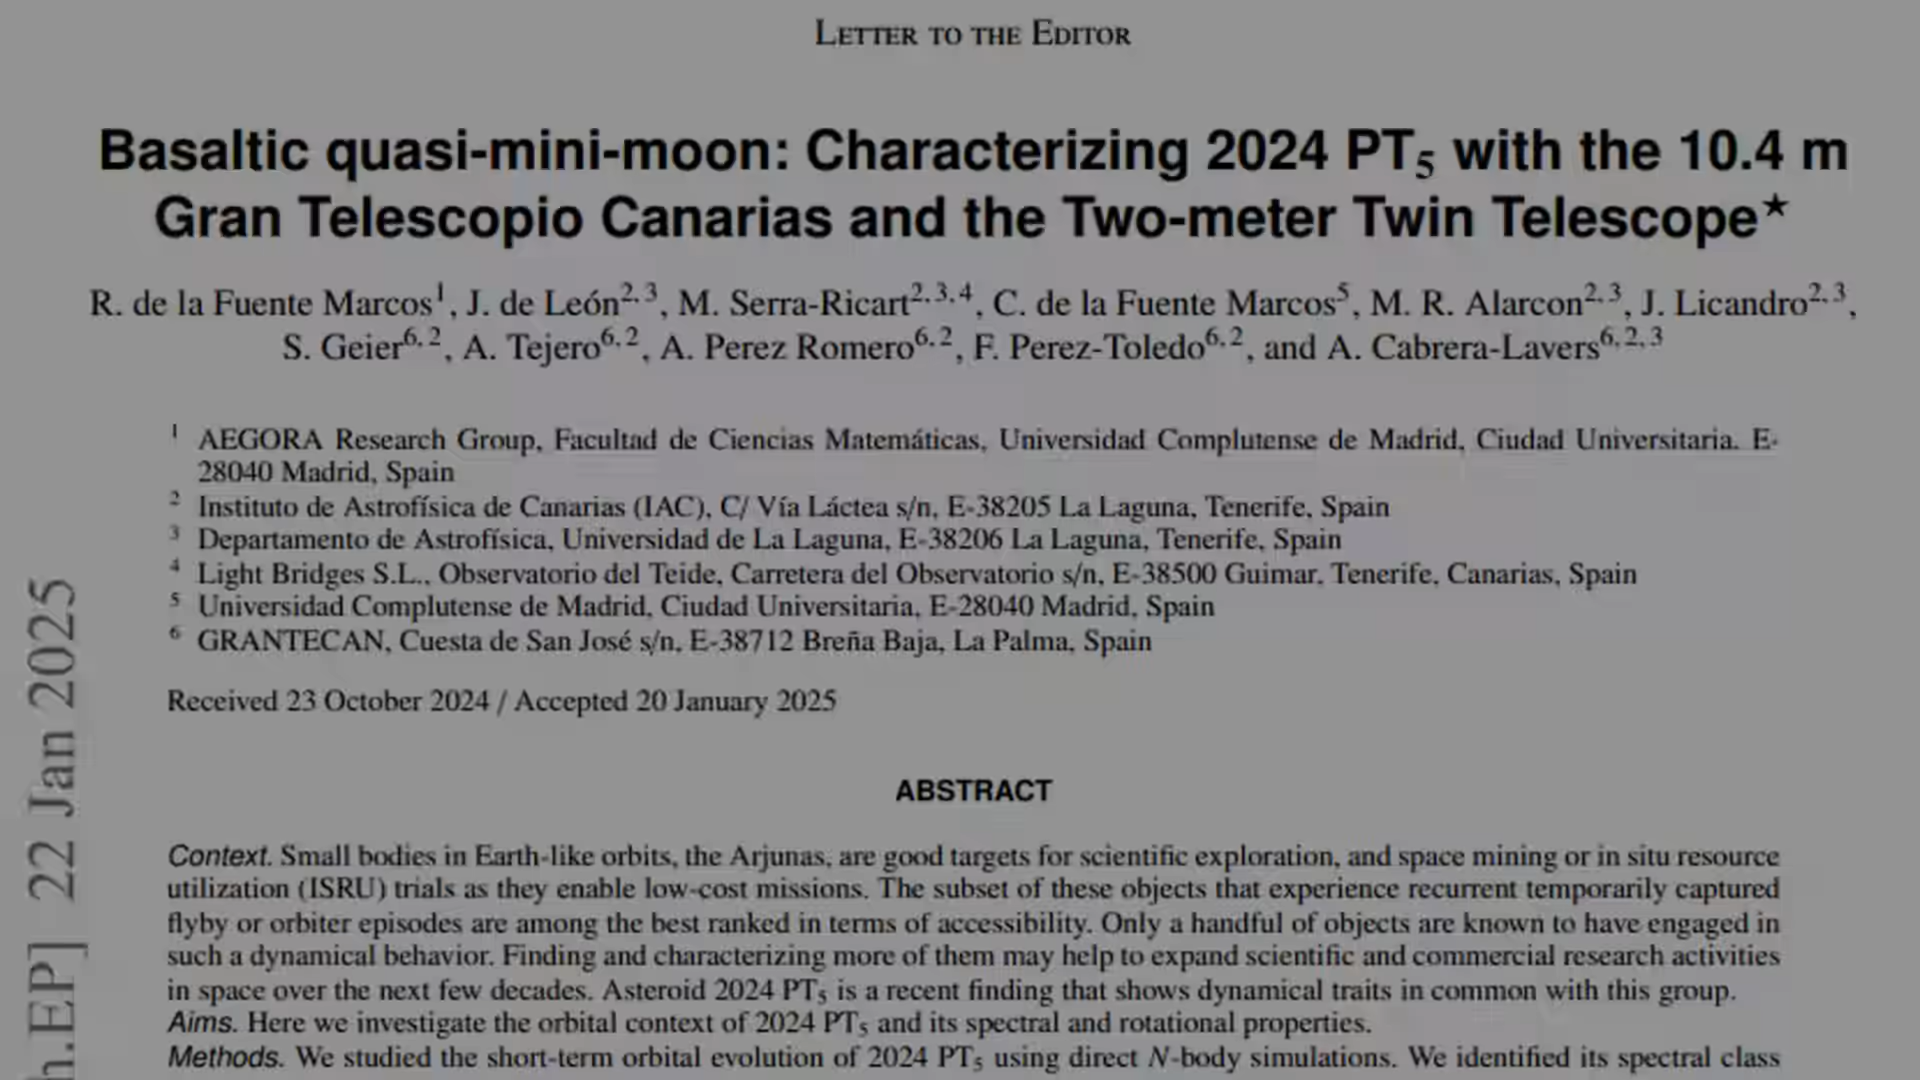 LETTER TO THE EDITOR
Basaltic quasi-mini-moon: Characterizing 2024 PT5 with the 10.4 m
Gran Telescopio Canarias and the Two-meter Twin Telescope★
R. de la Fuente Marcos1, J. de León2,3, M. Serra-Ricart2,3,4, C. de la Fuente Marcos5, M. R. Alarcon2,3, J. Licandro2,3,
S. Geier6,2, A. Tejero6,2, A. Perez Romero6,2, F. Perez-Toledo6,2, and A. Cabrera-Lavers6,2,3
1 AEGORA Research Group, Facultad de Ciencias Matemáticas, Universidad Complutense de Madrid, Ciudad Universitaria, E-
28040 Madrid, Spain
2 Instituto de Astrofísica de Canarias (IAC), C/ Vía Láctea s/n, E-38205 La Laguna, Tenerife, Spain
3 Departamento de Astrofísica, Universidad de La Laguna, E-38206 La Laguna, Tenerife, Spain
4 Light Bridges S.L., Observatorio del Teide, Carretera del Observatorio s/n, E-38500 Guimar, Tenerife, Canarias, Spain
5 Universidad Complutense de Madrid, Ciudad Universitaria, E-28040 Madrid, Spain
6 GRANTECAN, Cuesta de San José s/n, E-38712 Breña Baja, La Palma, Spain
Received 23 October 2024 / Accepted 20 January 2025
ABSTRACT
Context. Small bodies in Earth-like orbits, the Arjunas, are good targets for scientific exploration, and space mining or in situ resource
utilization (ISRU) trials as they enable low-cost missions. The subset of these objects that experience recurrent temporarily captured
flyby or orbiter episodes are among the best ranked in terms of accessibility. Only a handful of objects are known to have engaged in
such a dynamical behavior. Finding and characterizing more of them may help to expand scientific and commercial research activities
in space over the next few decades. Asteroid 2024 PT5 is a recent finding that shows dynamical traits in common with this group.
Aims. Here we investigate the orbital context of 2024 PT5 and its spectral and rotational properties.
Methods. We studied the short-term orbital evolution of 2024 PT5 using direct N-body simulations. We identified its spectral class
h.EP] 22 Jan 2025